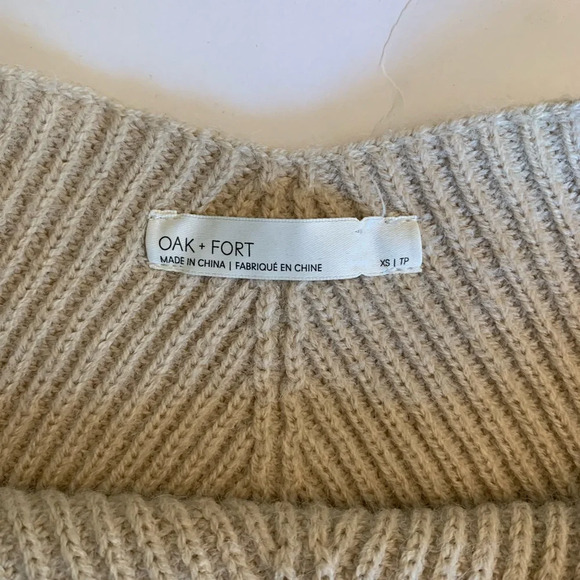 OAK + FORT
MADE IN CHINA | FABRIQUÉ EN CHINE
XS | TP